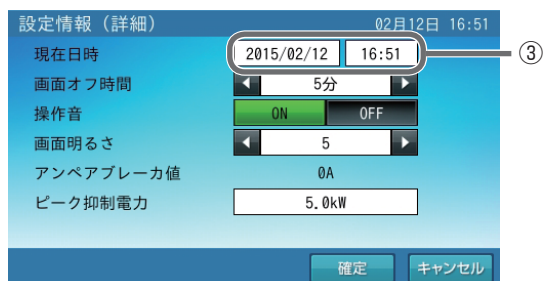 設定情報（詳細） 02月12日 16:51
現在日時 2015/02/12 16:51 ③
画面オフ時間 5分
操作音 ON OFF
画面明るさ 5
アンペアブレーカ値 0A
ピーク抑制電力 5.0kW
確定 キャンセル